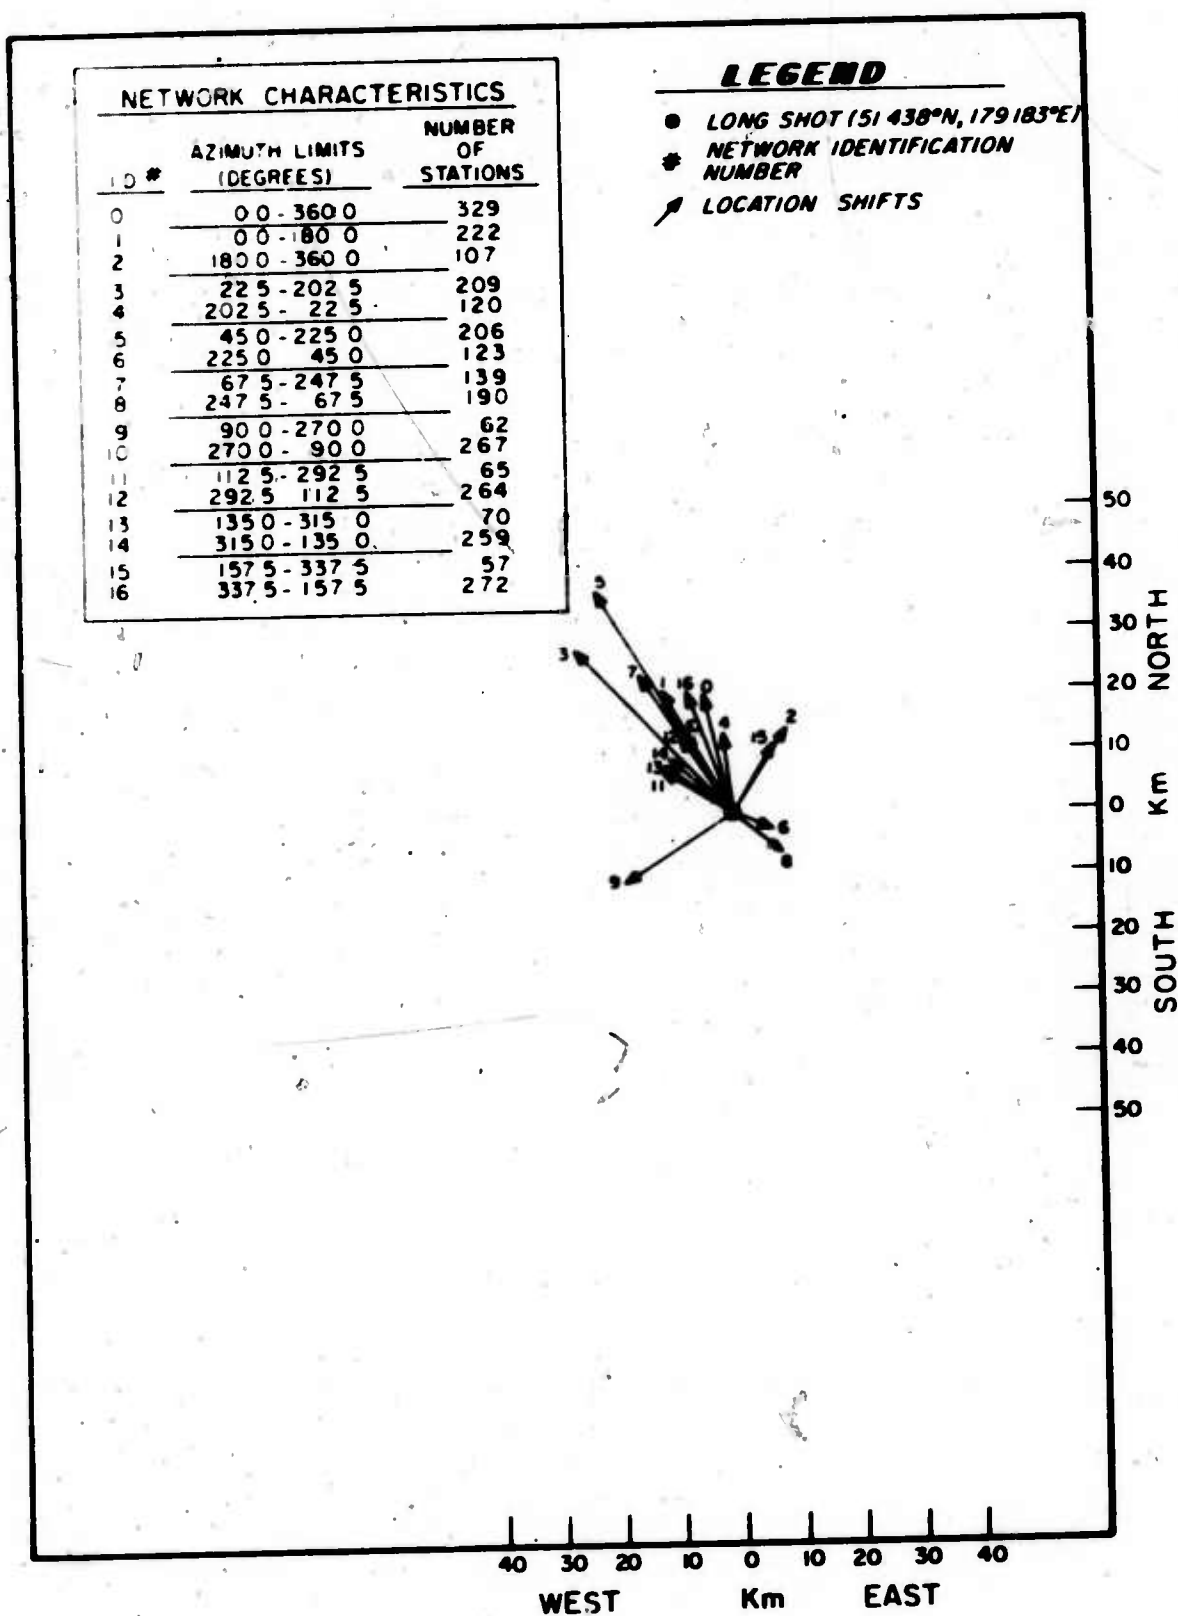 NETWORK CHARACTERISTICS
ID # AZIMUTH LIMITS (DEGREES) NUMBER OF STATIONS
0 0 0 - 360 0 329
1 0 0 - 180 0 222
2 180 0 - 360 0 107
3 22 5 - 202 5 209
4 202 5 - 22 5 120
5 45 0 - 225 0 206
6 225 0 45 0 123
7 67 5 - 247 5 139
8 247 5 - 67 5 190
9 90 0 - 270 0 62
10 270 0 - 90 0 267
11 112 5 - 292 5 65
12 292 5 112 5 264
13 135 0 - 315 0 70
14 315 0 - 135 0 259
15 157 5 - 337 5 57
16 337 5 - 157 5 272
LEGEND
LONG SHOT (51 438°N, 179 183°E)
# NETWORK IDENTIFICATION
NUMBER
LOCATION SHIFTS
5
3
7
1 16 0
4
2
15
14
13
11
6
8
9
50
40
30
20
10
0
10
20
30
40
50
NORTH
Km
SOUTH
40 30 20 10 0 10 20 30 40
WEST Km EAST